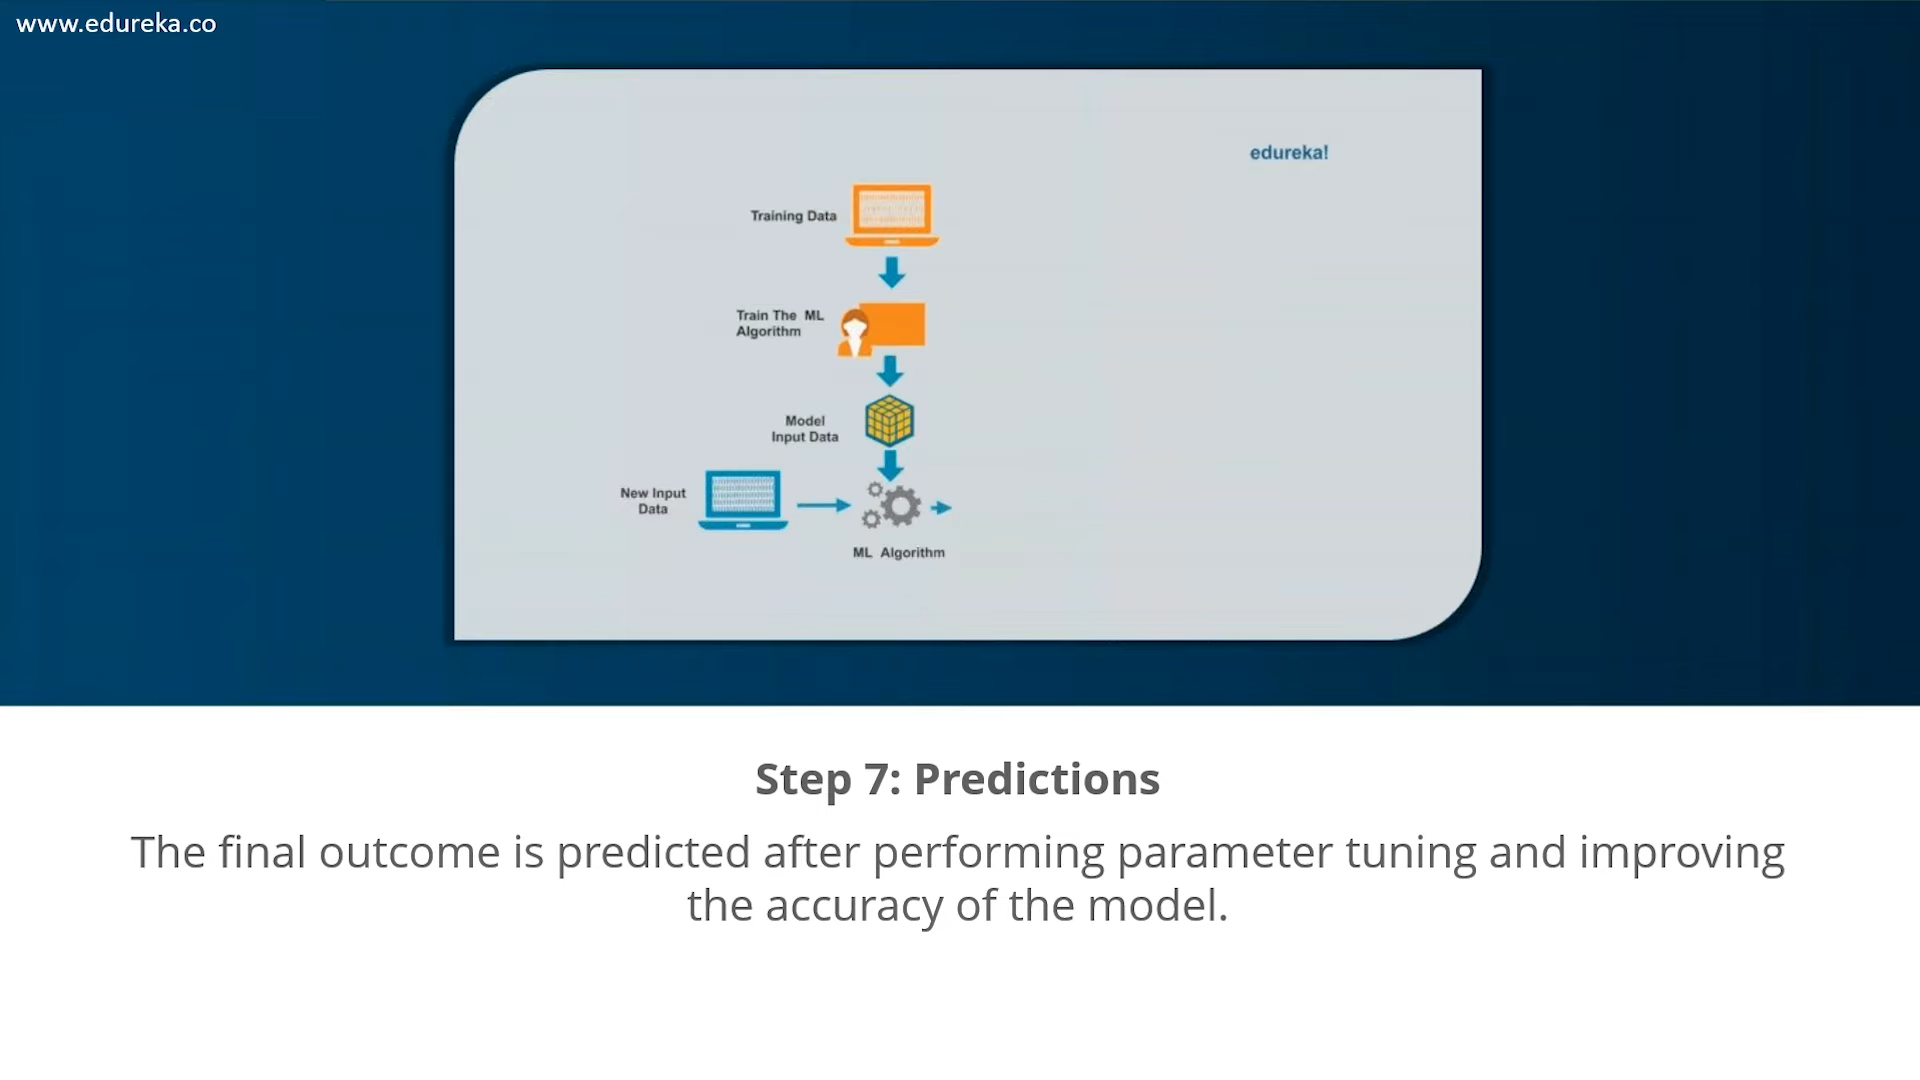 www.edureka.co
edureka!
Training Data
Train The ML
Algorithm
Model
Input Data
New Input
Data
ML Algorithm
Step 7: Predictions
The final outcome is predicted after performing parameter tuning and improving
the accuracy of the model.